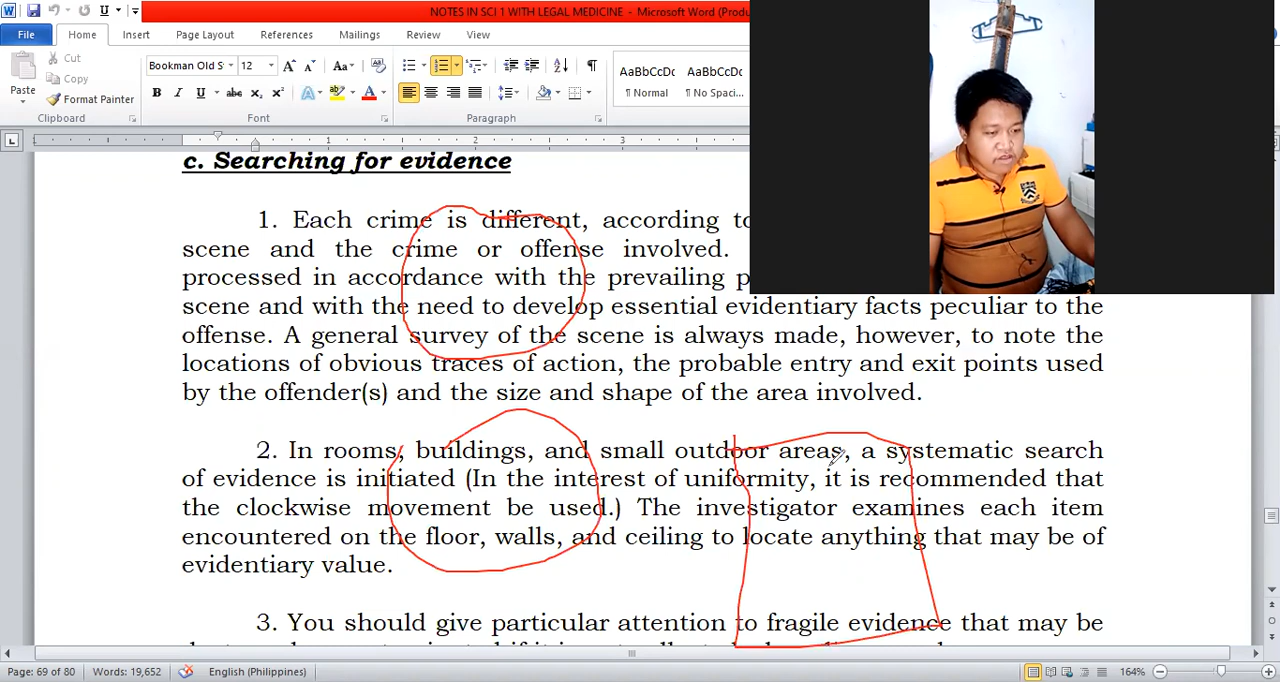 NOTES IN SCI 1 WITH LEGAL MEDICINE - Microsoft Word (Produ
File Home Insert Page Layout References Mailings Review View
Cut
Copy
Paste Format Painter
Clipboard
Bookman Old S 12
Font
Paragraph
AaBbCcDc AaBbCcDc
¶ Normal ¶ No Spaci...
c. Searching for evidence
1. Each crime is different, according to
scene and the crime or offense involved.
processed in accordance with the prevailing p
scene and with the need to develop essential evidentiary facts peculiar to the
offense. A general survey of the scene is always made, however, to note the
locations of obvious traces of action, the probable entry and exit points used
by the offender(s) and the size and shape of the area involved.
2. In rooms, buildings, and small outdoor areas, a systematic search
of evidence is initiated (In the interest of uniformity, it is recommended that
the clockwise movement be used.) The investigator examines each item
encountered on the floor, walls, and ceiling to locate anything that may be of
evidentiary value.
3. You should give particular attention to fragile evidence that may be
Page: 69 of 80 Words: 19,652 English (Philippines) 164%